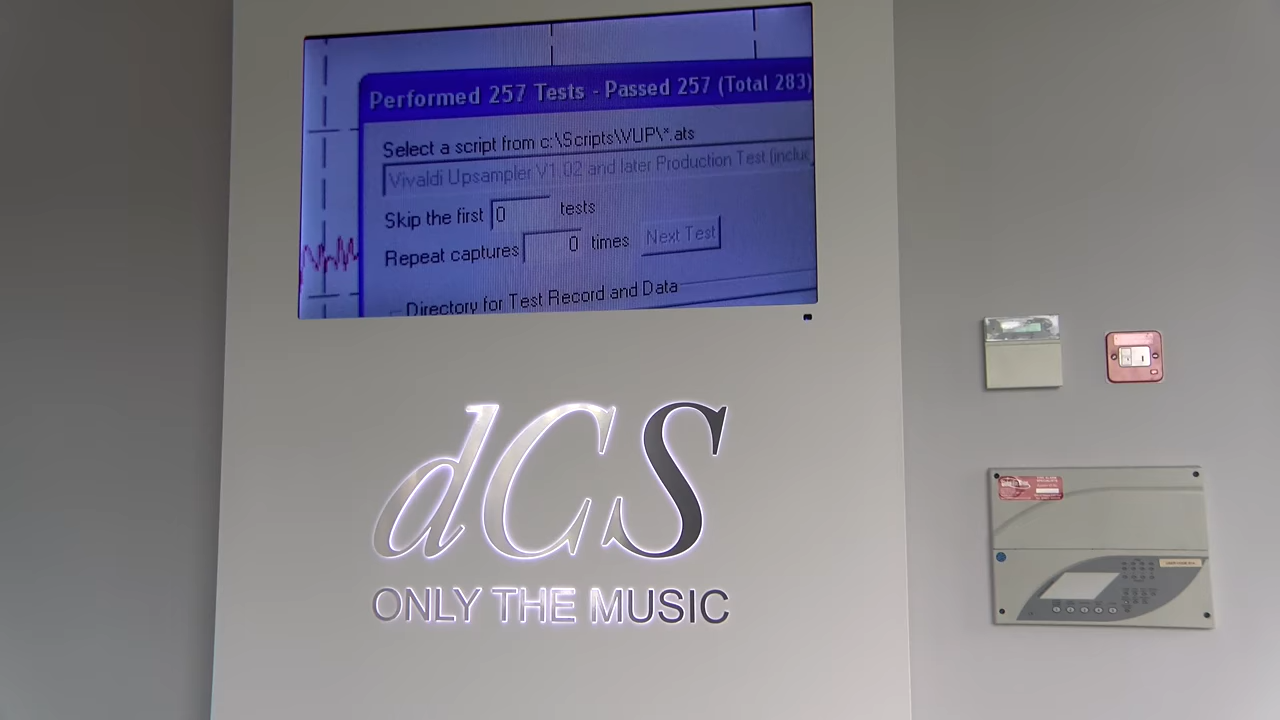 Performed 257 Tests - Passed 257 (Total 283)
Select a script from c:\Scripts\VUP\*.ats
Vivaldi Upsampler V1.02 and later Production Test (inclu
Skip the first 0 tests
Repeat captures 0 times Next Test
Directory for Test Record and Data
dCS
ONLY THE MUSIC